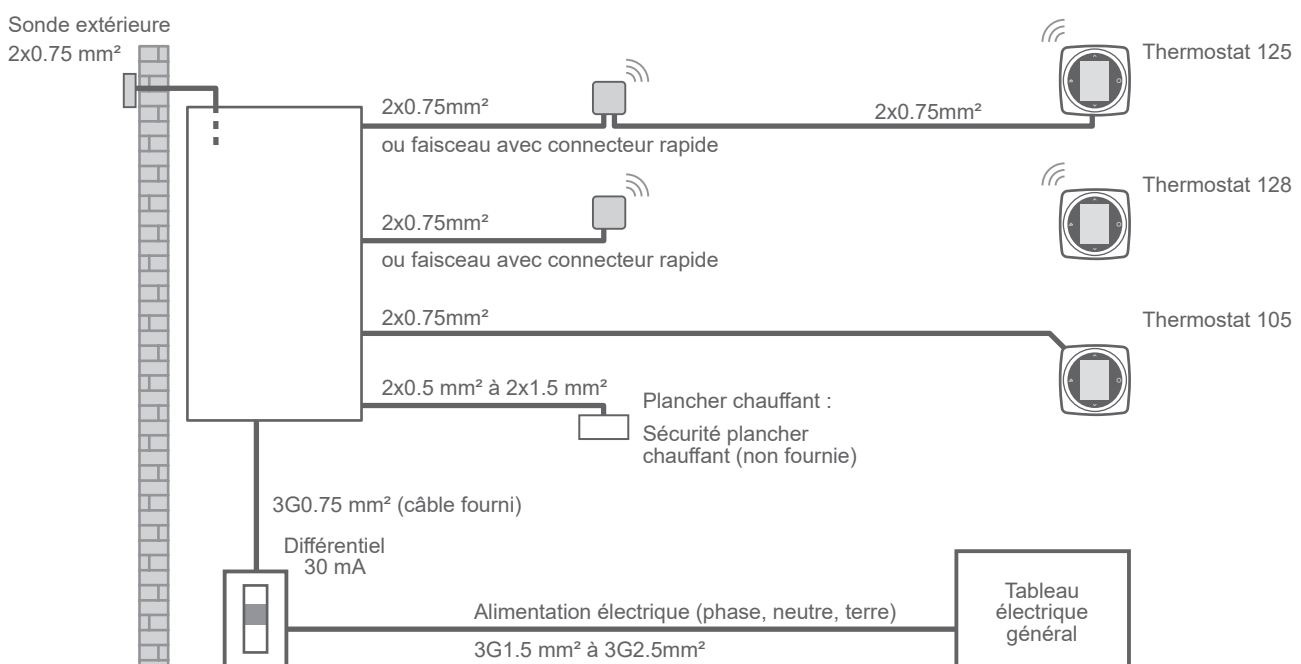 Sonde extérieure
2x0.75 mm²
Thermostat 125
2x0.75mm²
2x0.75mm²
ou faisceau avec connecteur rapide
Thermostat 128
2x0.75mm²
ou faisceau avec connecteur rapide
2x0.75mm²
Thermostat 105
2x0.5 mm² à 2x1.5 mm²
Plancher chauffant :
Sécurité plancher
chauffant (non fournie)
3G0.75 mm² (câble fourni)
Différentiel
30 mA
Alimentation électrique (phase, neutre, terre)
3G1.5 mm² à 3G2.5mm²
Tableau
électrique
général